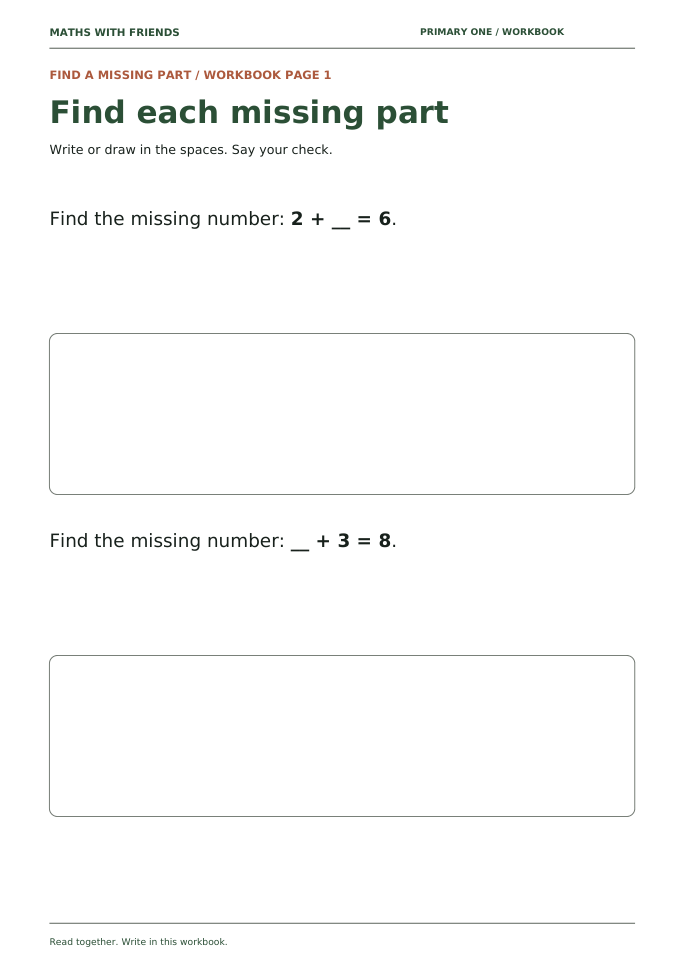 MATHS WITH FRIENDS
PRIMARY ONE / WORKBOOK
FIND A MISSING PART / WORKBOOK PAGE 1
Find each missing part
Write or draw in the spaces. Say your check.
Find the missing number: 2 + __ = 6.
Find the missing number: __ + 3 = 8.
Read together. Write in this workbook.